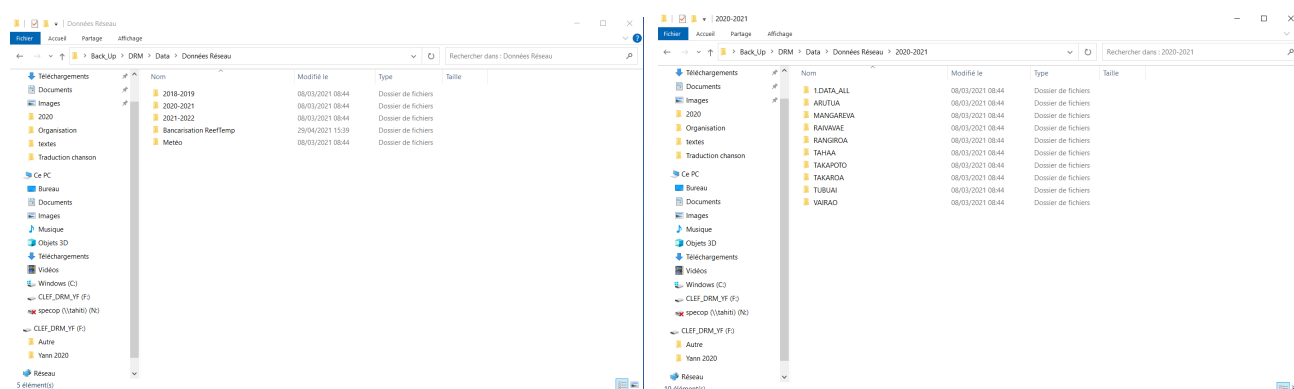 Données Réseau
Fichier Accueil Partage Affichage
Back_Up > DRM > Data > Données Réseau
Rechercher dans : Données Réseau
Téléchargements
Documents
Images
2020
Organisation
textes
Traduction chanson
Ce PC
Bureau
Documents
Images
Musique
Objets 3D
Téléchargements
Vidéos
Windows (C:)
CLEF_DRM_YF (F:)
specop (\\tahiti) (N:)
CLEF_DRM_YF (F:)
Autre
Yann 2020
Réseau
5 élément(s)
Nom Modifié le Type Taille
2018-2019 08/03/2021 08:44 Dossier de fichiers
2020-2021 08/03/2021 08:44 Dossier de fichiers
2021-2022 08/03/2021 08:44 Dossier de fichiers
Bancarisation ReefTemp 29/04/2021 15:39 Dossier de fichiers
Metéo 08/03/2021 08:44 Dossier de fichiers
2020-2021
Fichier Accueil Partage Affichage
Back_Up > DRM > Data > Données Réseau > 2020-2021
Rechercher dans : 2020-2021
Téléchargements
Documents
Images
2020
Organisation
textes
Traduction chanson
Ce PC
Bureau
Documents
Images
Musique
Objets 3D
Téléchargements
Vidéos
Windows (C:)
CLEF_DRM_YF (F:)
specop (\\tahiti) (N:)
CLEF_DRM_YF (F:)
Autre
Yann 2020
Réseau
10 élément(s)
Nom Modifié le Type Taille
1.DATA_ALL 08/03/2021 08:44 Dossier de fichiers
ARUTUA 08/03/2021 08:44 Dossier de fichiers
MANGAREVA 08/03/2021 08:44 Dossier de fichiers
RAIVAVAE 08/03/2021 08:44 Dossier de fichiers
RANGIROA 08/03/2021 08:44 Dossier de fichiers
TAHAA 08/03/2021 08:44 Dossier de fichiers
TAKAPOTO 08/03/2021 08:44 Dossier de fichiers
TAKAROA 08/03/2021 08:44 Dossier de fichiers
TUBUAI 08/03/2021 08:44 Dossier de fichiers
VAIRAO 08/03/2021 08:44 Dossier de fichiers